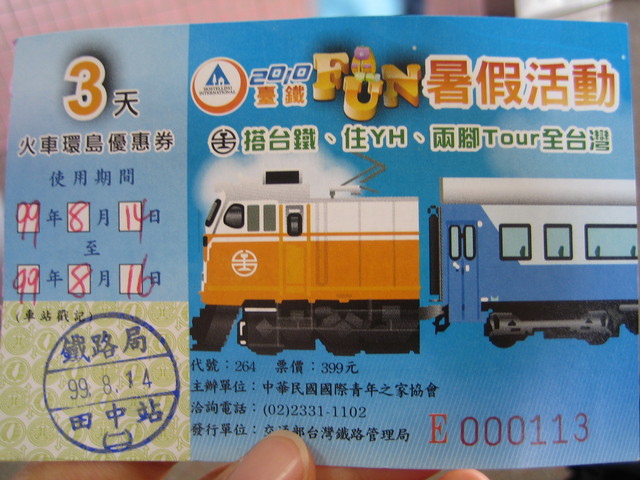 3天
火車環島優惠券
使用期間
99年8月14日
至
99年8月16日
(車站戳記)
鐵路局
99.8.14
田中站
(二)
HOSTELLING INTERNATIONAL
2010 臺鐵 FUN暑假活動
搭台鐵、住YH、兩腳Tour全台灣
代號：264 票價：399元
主辦單位：中華民國國際青年之家協會
洽詢電話：(02)2331-1102
發行單位：交通部台灣鐵路管理局
E 000113